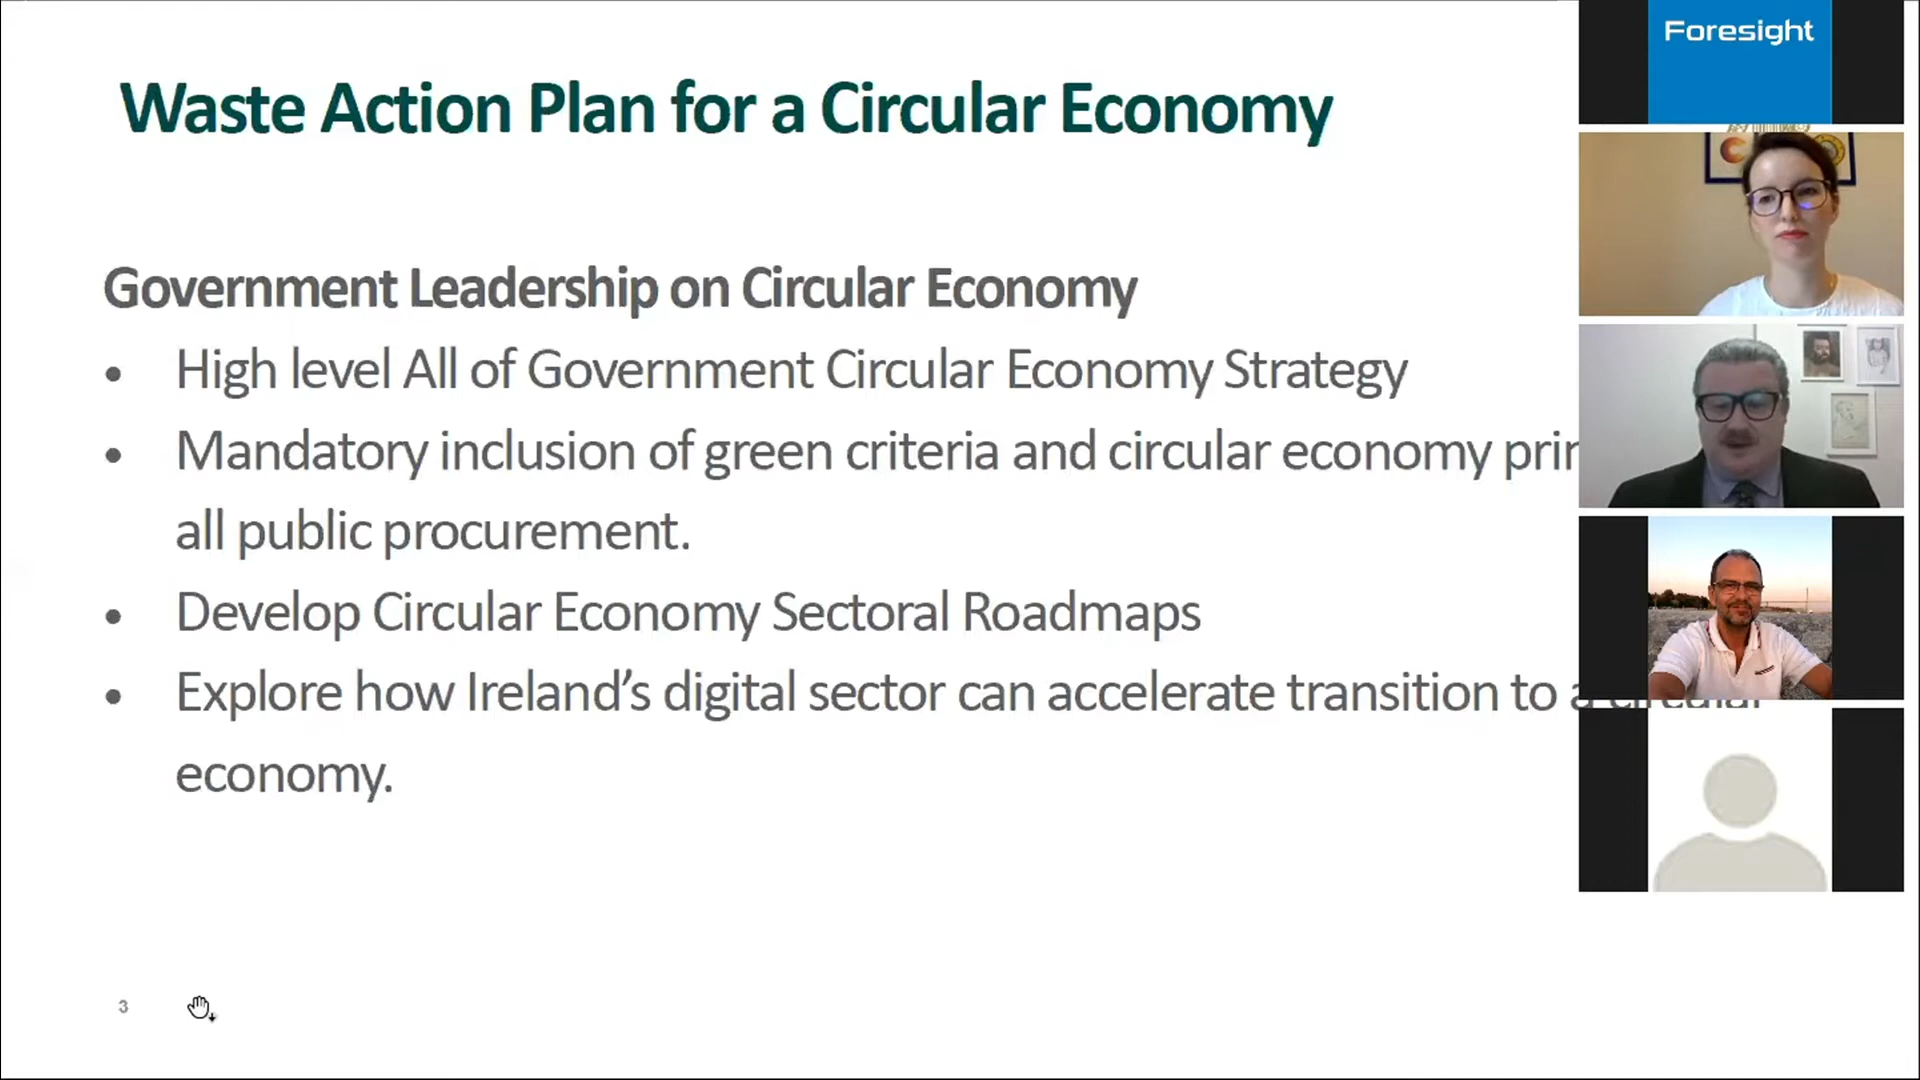 Foresight
Waste Action Plan for a Circular Economy
Government Leadership on Circular Economy
• High level All of Government Circular Economy Strategy
• Mandatory inclusion of green criteria and circular economy
all public procurement.
• Develop Circular Economy Sectoral Roadmaps
• Explore how Ireland’s digital sector can accelerate transition to a circular
economy.
3